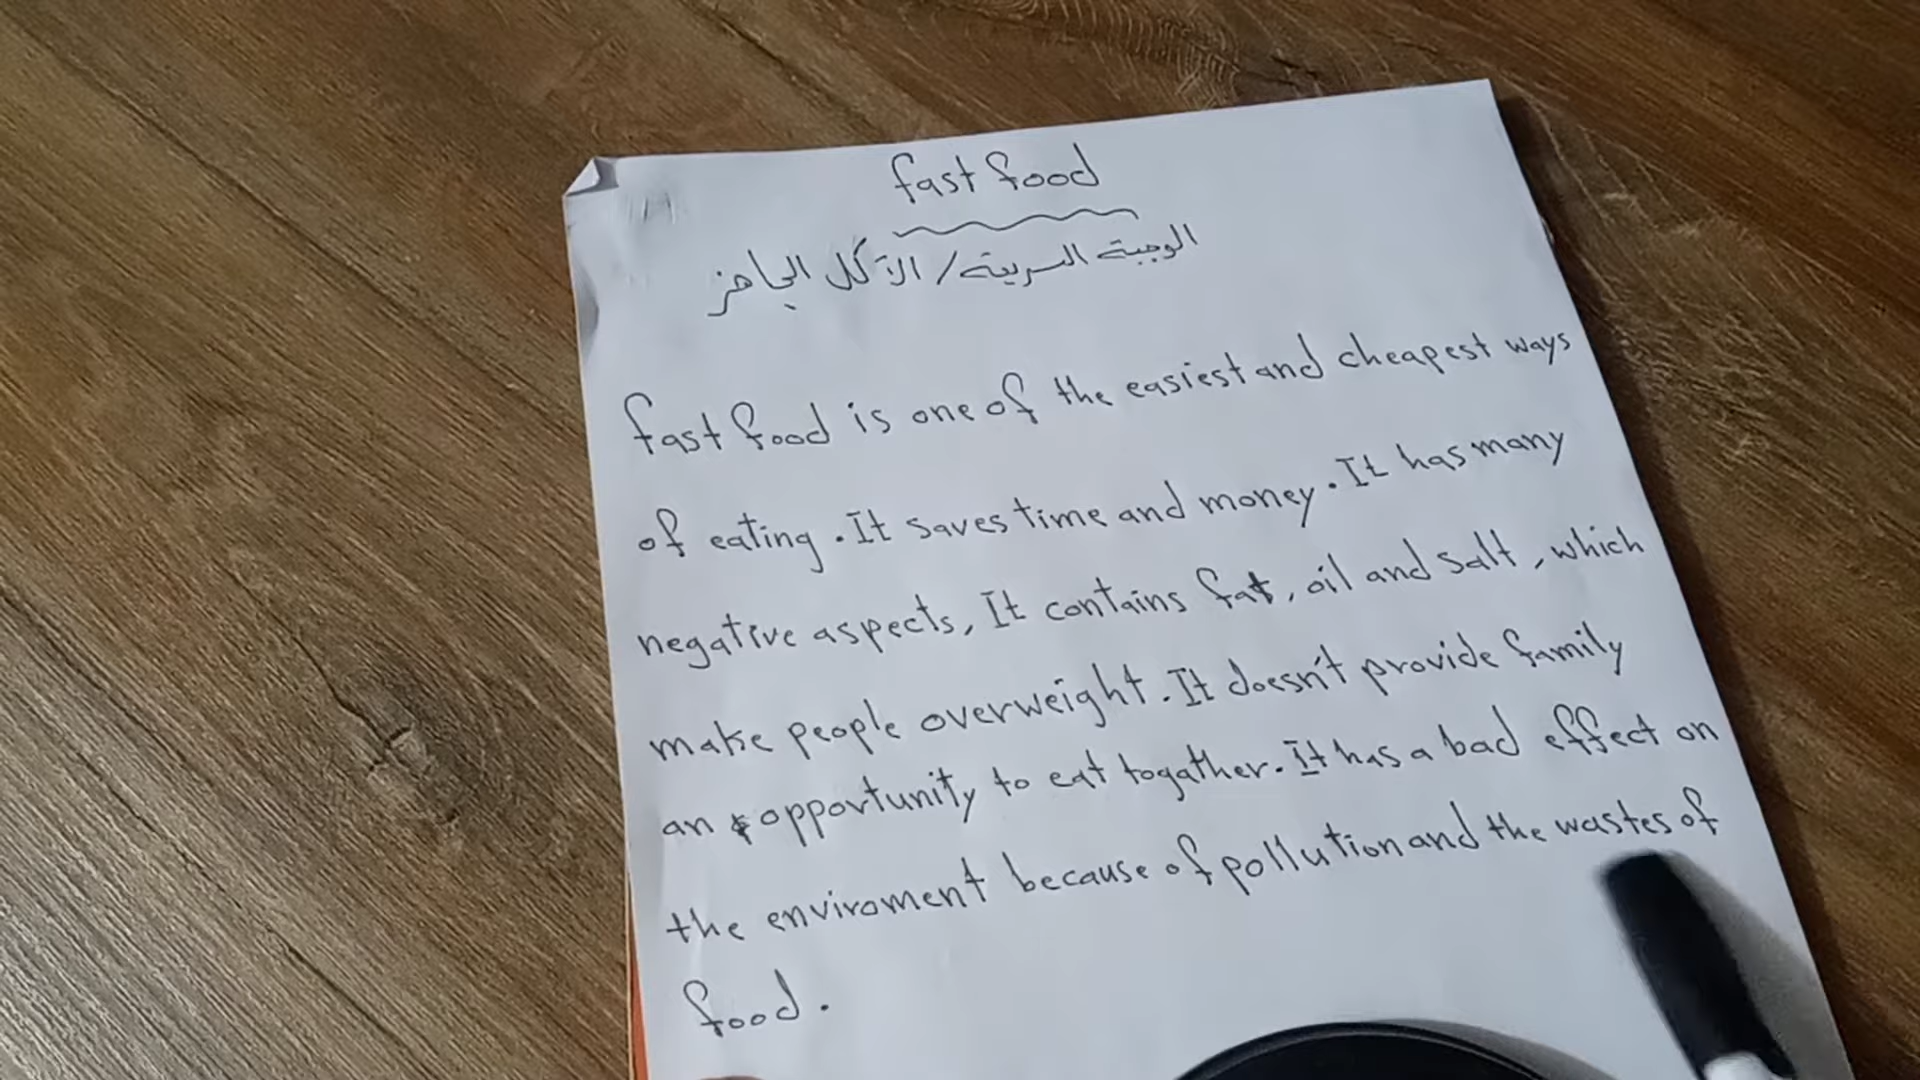 fast food
الوجبة السريعة/ الأكل الجاهز
fast food is one of the easiest and cheapest ways
of eating. It saves time and money. It has many
negative aspects, It contains fat, oil and salt, which
make people overweight. It doesn't provide family
an opportunity to eat togather. It has a bad effect on
the enviroment because of pollution and the wastes of
food.